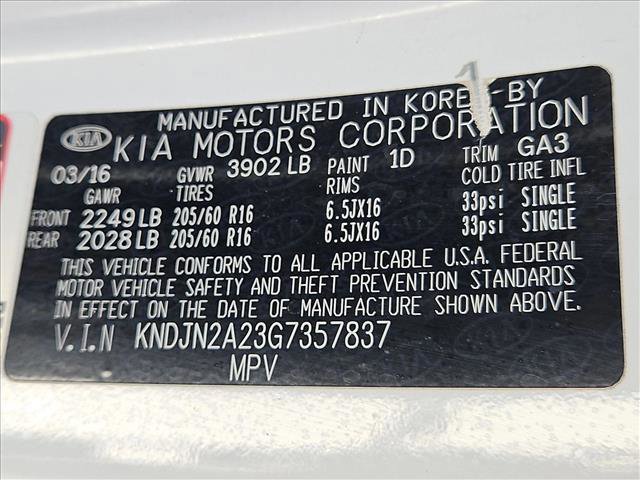 MANUFACTURED IN KOREA BY
KIA KIA MOTORS CORPORATION
03/16 GVWR 3902 LB PAINT 1D TRIM GA3
GAWR TIRES RIMS COLD TIRE INFL
FRONT 2249 LB 205/60 R16 6.5JX16 33psi SINGLE
REAR 2028 LB 205/60 R16 6.5JX16 33psi SINGLE
THIS VEHICLE CONFORMS TO ALL APPLICABLE U.S.A. FEDERAL
MOTOR VEHICLE SAFETY AND THEFT PREVENTION STANDARDS
IN EFFECT ON THE DATE OF MANUFACTURE SHOWN ABOVE.
V.I.N KNDJN2A23G7357837
MPV